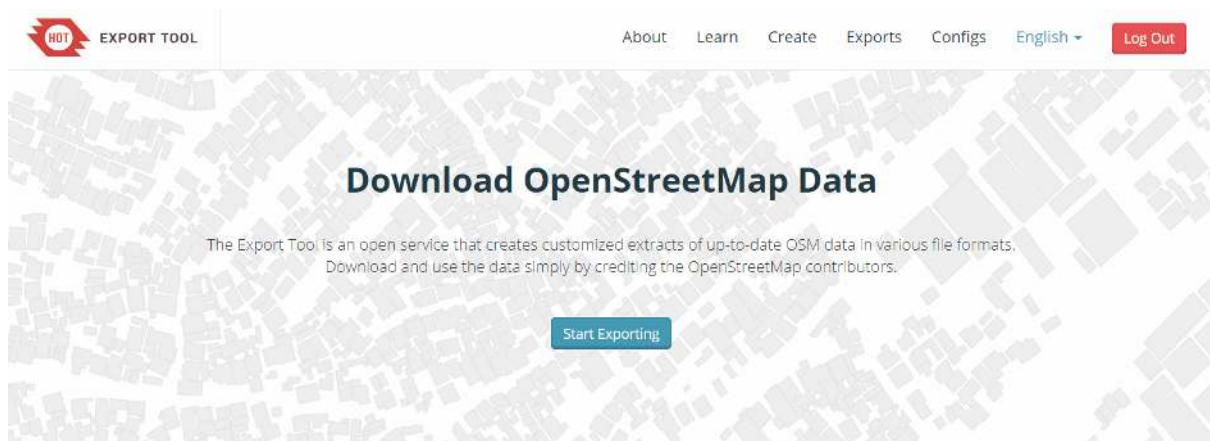 HOT EXPORT TOOL About Learn Create Exports Configs English Log Out
Download OpenStreetMap Data
The Export Tool is an open service that creates customized extracts of up-to-date OSM data in various file formats.
Download and use the data simply by crediting the OpenStreetMap contributors.
Start Exporting